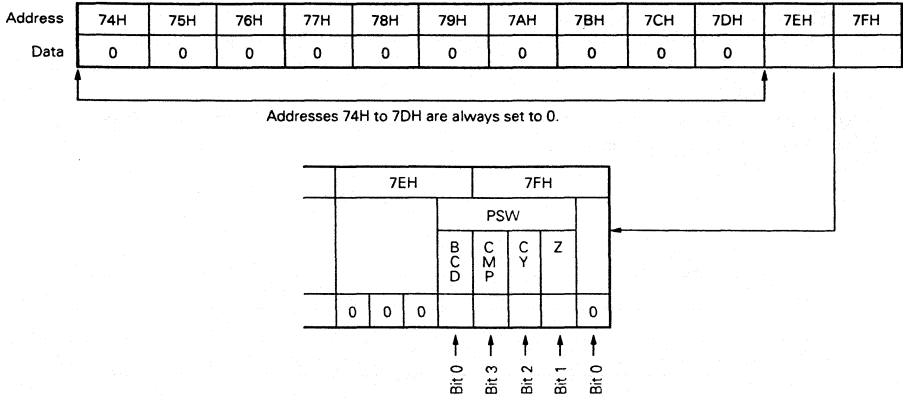 Address 74H 75H 76H 77H 78H 79H 7AH 7BH 7CH 7DH 7EH 7FH
Data 0 0 0 0 0 0 0 0 0 0
Addresses 74H to 7DH are always set to 0.
7EH 7FH
PSW
BCD CMP CY Z
0 0 0 0
Bit 0 Bit 3 Bit 2 Bit 1 Bit 0